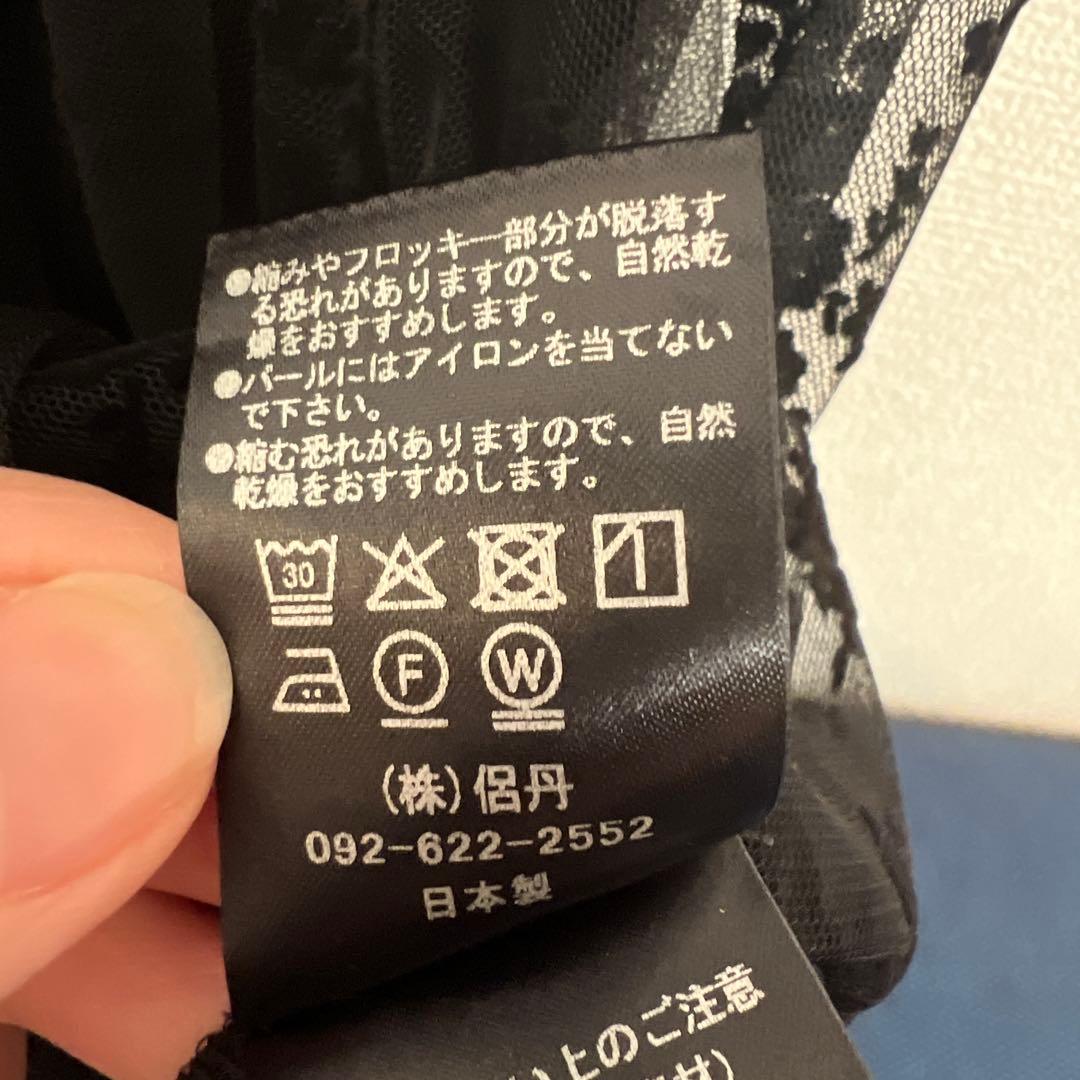 ●縮みやフロッキー部分が脱落す
る恐れがありますので、自然乾
燥をおすすめします。
●パールにはアイロンを当てない
で下さい。
●縮む恐れがありますので、自然
乾燥をおすすめします。
30
F W
(株)侶丹
092-622-2552
日本製
い上のご注意